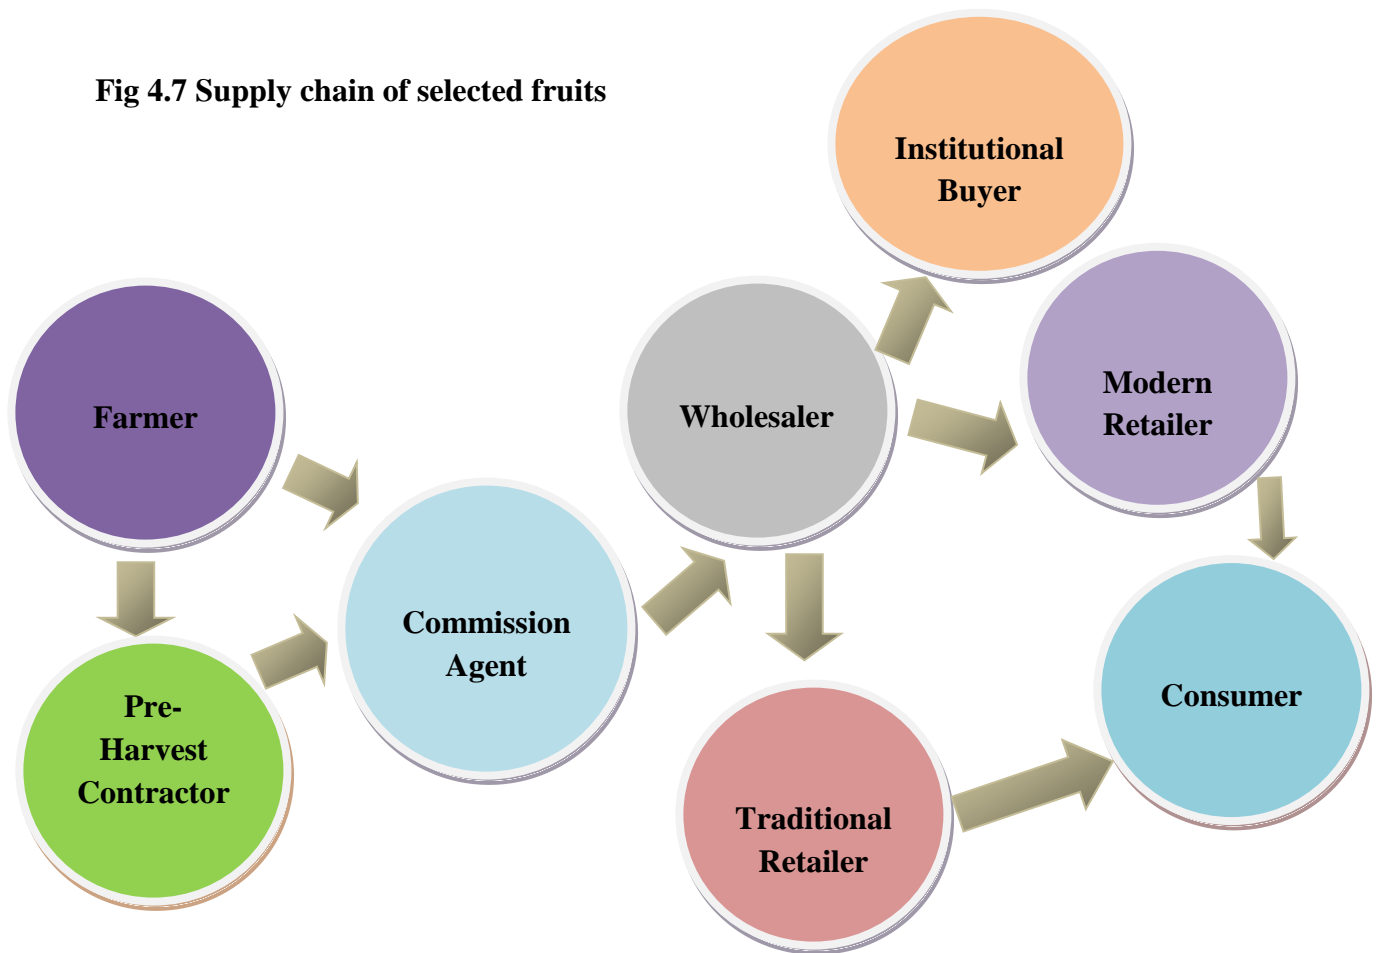 Fig 4.7 Supply chain of selected fruits
Institutional
Buyer
Farmer
Wholesaler
Modern
Retailer
Commission
Agent
Pre-
Harvest
Contractor
Consumer
Traditional
Retailer